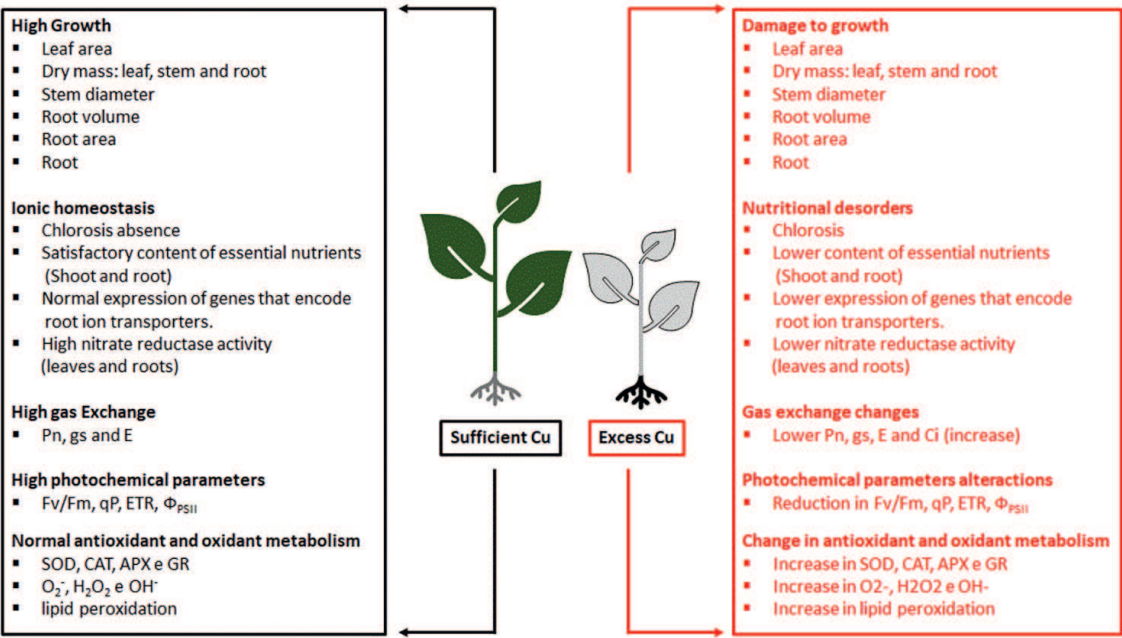 High Growth
▪ Leaf area
▪ Dry mass: leaf, stem and root
▪ Stem diameter
▪ Root volume
▪ Root area
▪ Root
Ionic homeostasis
▪ Chlorosis absence
▪ Satisfactory content of essential nutrients
(Shoot and root)
▪ Normal expression of genes that encode
root ion transporters.
▪ High nitrate reductase activity
(leaves and roots)
High gas Exchange
▪ Pn, gs and E
High photochemical parameters
▪ Fv/Fm, qP, ETR, ΦPSII
Normal antioxidant and oxidant metabolism
▪ SOD, CAT, APX e GR
▪ O₂⁻, H₂O₂ e OH⁻
▪ lipid peroxidation
Sufficient Cu
Excess Cu
Damage to growth
▪ Leaf area
▪ Dry mass: leaf, stem and root
▪ Stem diameter
▪ Root volume
▪ Root area
▪ Root
Nutritional desorders
▪ Chlorosis
▪ Lower content of essential nutrients
(Shoot and root)
▪ Lower expression of genes that encode
root ion transporters.
▪ Lower nitrate reductase activity
(leaves and roots)
Gas exchange changes
▪ Lower Pn, gs, E and Ci (increase)
Photochemical parameters alterations
▪ Reduction in Fv/Fm, qP, ETR, ΦPSII
Change in antioxidant and oxidant metabolism
▪ Increase in SOD, CAT, APX e GR
▪ Increase in O2-, H2O2 e OH-
▪ Increase in lipid peroxidation